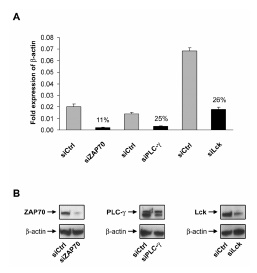 A
Fold expression of β-actin
0.08
0.07
0.06
0.05
0.04
0.03
0.02
0.01
0.00
11%
25%
26%
siCtrl
siZAP70
siCtrl
siPLC-γ
siCtrl
siLck
B
ZAP70
PLC-γ
Lck
β-actin
β-actin
β-actin
siCtrl
siZAP70
siCtrl
siPLC-γ
siCtrl
siLck